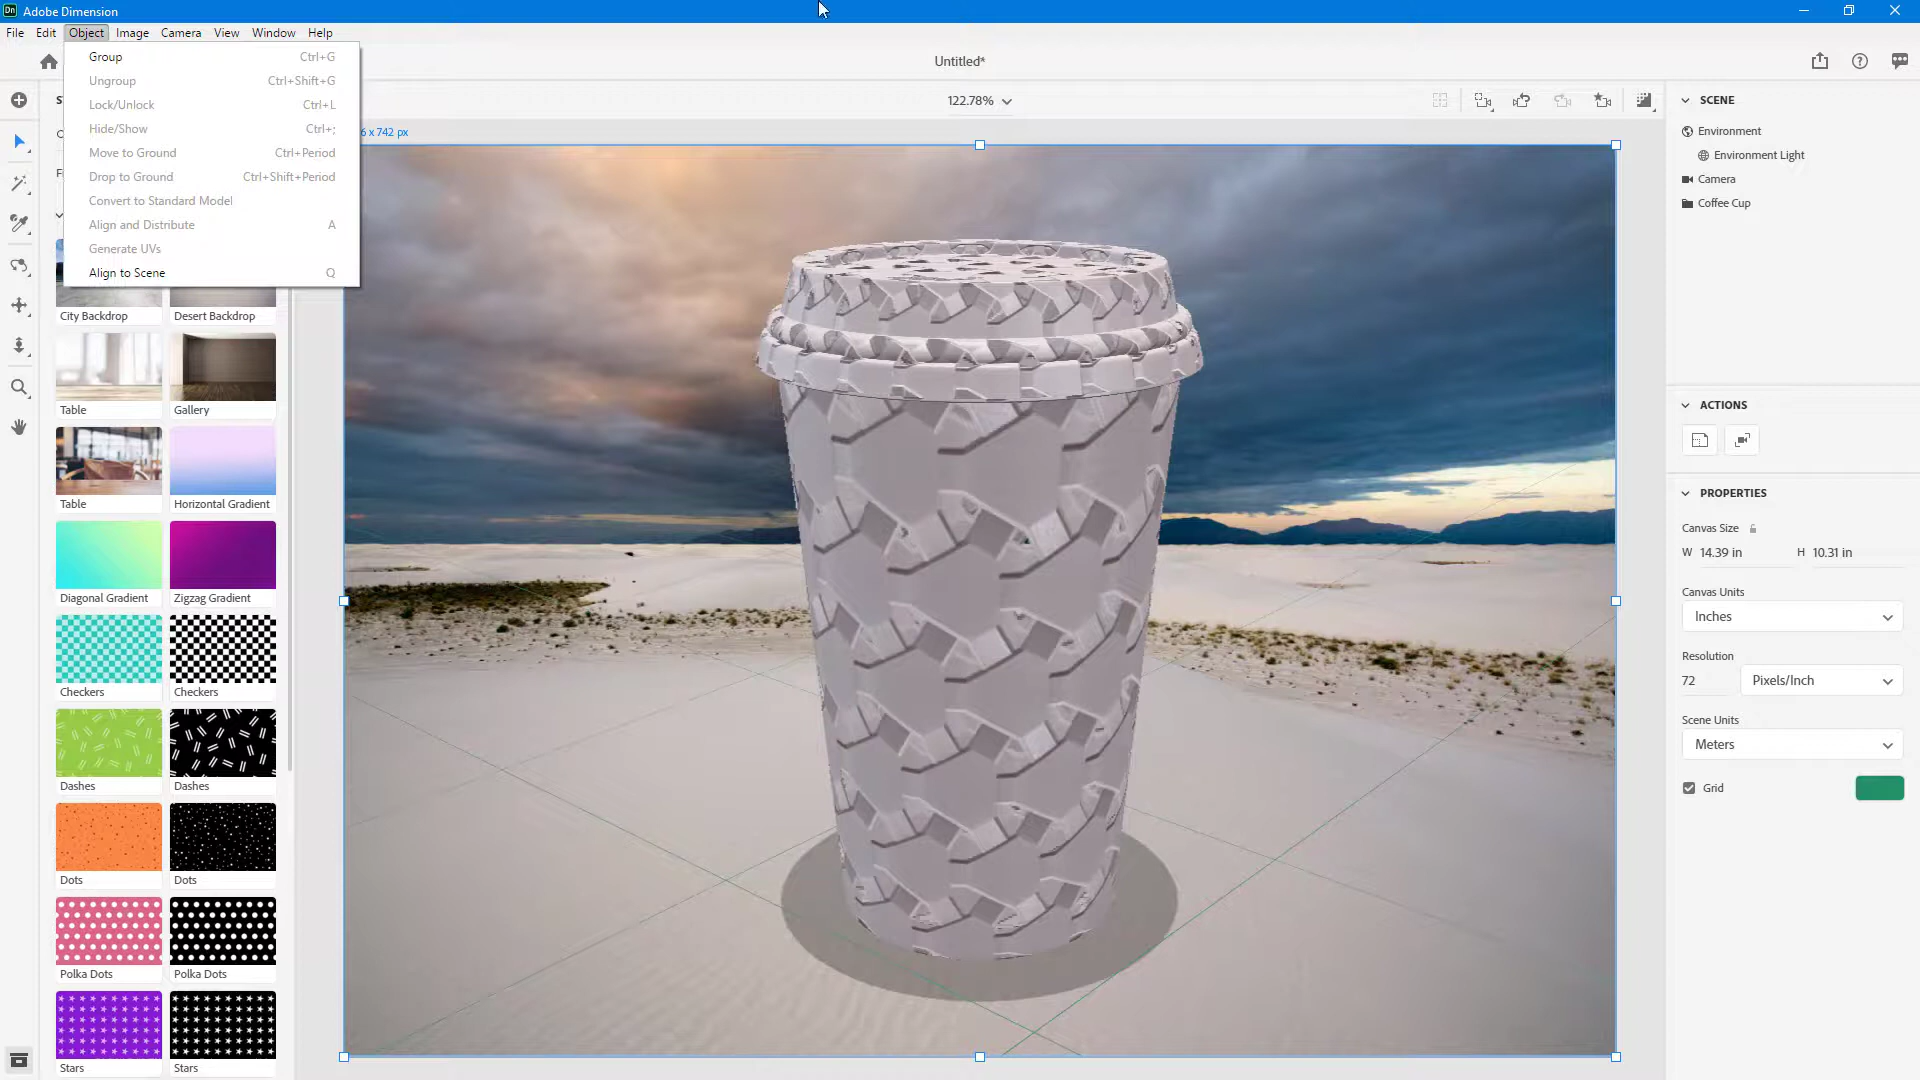 Dn Adobe Dimension
File Edit Object Image Camera View Window Help
Untitled*
Group Ctrl+G
Ungroup Ctrl+Shift+G
Lock/Unlock Ctrl+L
Hide/Show Ctrl+;
Move to Ground Ctrl+Period
Drop to Ground Ctrl+Shift+Period
Convert to Standard Model
Align and Distribute A
Generate UVs
Align to Scene Q
122.78%
6 x 742 px
City Backdrop Desert Backdrop
Table Gallery
Table Horizontal Gradient
Diagonal Gradient Zigzag Gradient
Checkers Checkers
Dashes Dashes
Dots Dots
Polka Dots Polka Dots
Stars Stars
SCENE
Environment
Environment Light
Camera
Coffee Cup
ACTIONS
PROPERTIES
Canvas Size
W 14.39 in H 10.31 in
Canvas Units
Inches
Resolution
72 Pixels/Inch
Scene Units
Meters
Grid